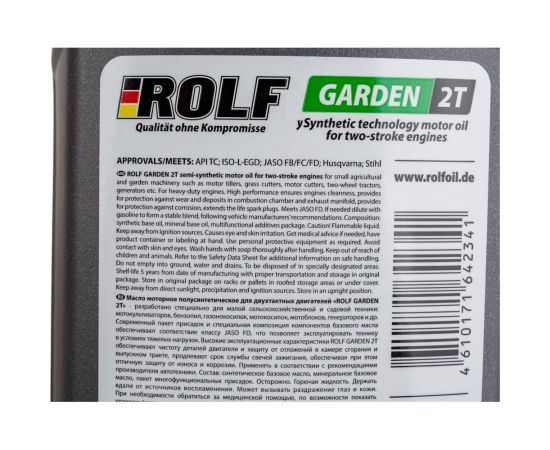 ROLF
Qualität ohne Kompromisse
GARDEN 2T
ySynthetic technology motor oil
for two-stroke engines
APPROVALS/MEETS: API TC; ISO-L-EGD; JASO FB/FC/FD; Husqvarna; Stihl
www.rolfoil.de
EN ROLF GARDEN 2T semi-synthetic motor oil for two-stroke engines for small agricultural
and garden machinery such as motor tillers, grass cutters, motor cutters, two-wheel tractors,
generators etc. For heavy-duty engines. High performance ensures engines cleanliness, provides
for protection against wear and deposits in combustion chamber and exhaust manifold, provides
for protection against corrosion, extends the life spark plugs. Meets JASO FD. If needed dilute with
gasoline to form a stable blend, following vehicle manufacturers' recommendations. Composition:
synthetic base oil, mineral base oil, multifunctional additives package. Caution! Flammable liquid.
Keep away from ignition sources. Causes eye and skin irritation. Get medical advice if needed, have
product container or labeling at hand. Use personal protective equipment as required. Avoid
contact with skin and eyes. Wash hands with soap thoroughly after handling. Keep out of reach of
children and animals. Refer to the Safety Data Sheet for additional information on safe handling.
Do not empty into ground, water and drains. To be disposed of in specially designated areas.
Shelf-life 5 years from date of manufacturing with proper transportation and storage in original
package. Store in original package on racks or pallets in roofed storage areas or under cover.
Keep away from direct sunlight, precipitation and ignition sources. Store in an upright position.
RU Масло моторное полусинтетическое для двухтактных двигателей «ROLF GARDEN
2T» - разработано специально для малой сельскохозяйственной и садовой техники:
мотокультиваторов, бензопил, газонокосилок, мотокосилок, мотоблоков, генераторов и др.
Современный пакет присадок и специальная композиция компонентов базового масла
обеспечивают соответствие классу JASO FD, что позволяет эксплуатировать технику
в условиях тяжелых нагрузок. Высокие эксплуатационные характеристики ROLF GARDEN 2T
обеспечивают чистоту деталей двигателя и защиту от отложений в камере сгорания и
выпускном тракте, продлевают срок службы свечей зажигания, обеспечивая при этом
отличную защиту от износа и коррозии. Применять в соответствии с рекомендациями
производителя автотехники. Состав: синтетическое базовое масло, минеральное базовое
масло, пакет многофункциональных присадок. Осторожно. Горючая жидкость. Держать
вдали от источников воспламенения. Может вызывать раздражение глаз и кожи.
При необходимости обратиться за медицинской помощью, по возможности показать
4610171642341